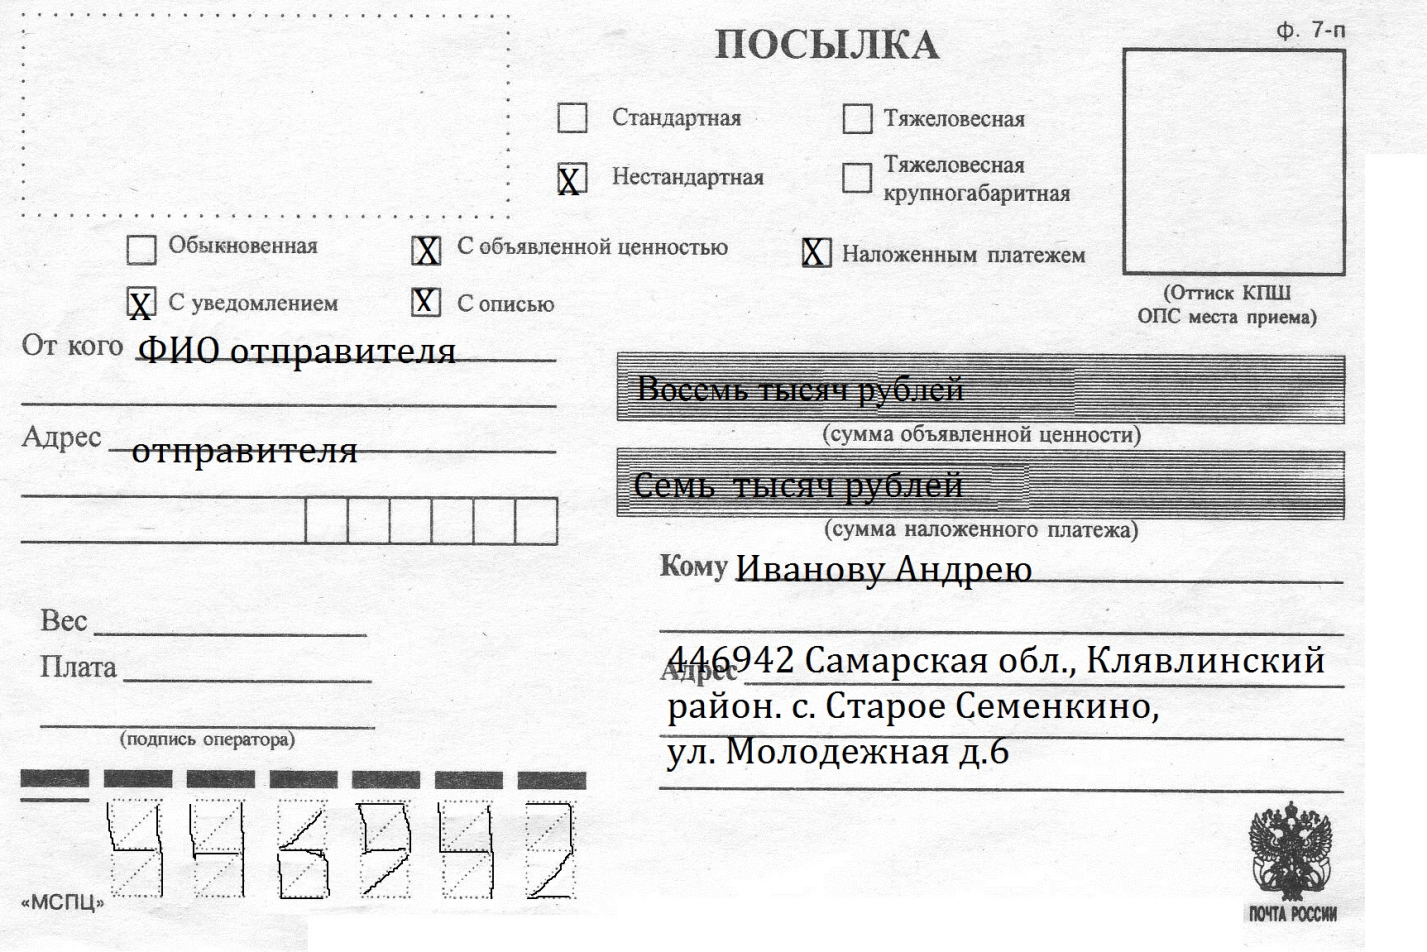 ф. 7-п
ПОСЫЛКА
Стандартная
Тяжеловесная
X Нестандартная
Тяжеловесная
крупногабаритная
Обыкновенная
X С объявленной ценностью
X Наложенным платежем
X С уведомлением
X С описью
(Оттиск КПШ
ОПС места приема)
От кого ФИО отправителя
Адрес отправителя
Восемь тысяч рублей
(сумма объявленной ценности)
Семь тысяч рублей
(сумма наложенного платежа)
Кому Иванову Андрею
Адрес 446942 Самарская обл., Клявлинский
район. с. Старое Семенкино,
ул. Молодежная д.6
Вес
Плата
(подпись оператора)
446942
«МСПЦ»
ПОЧТА РОССИИ